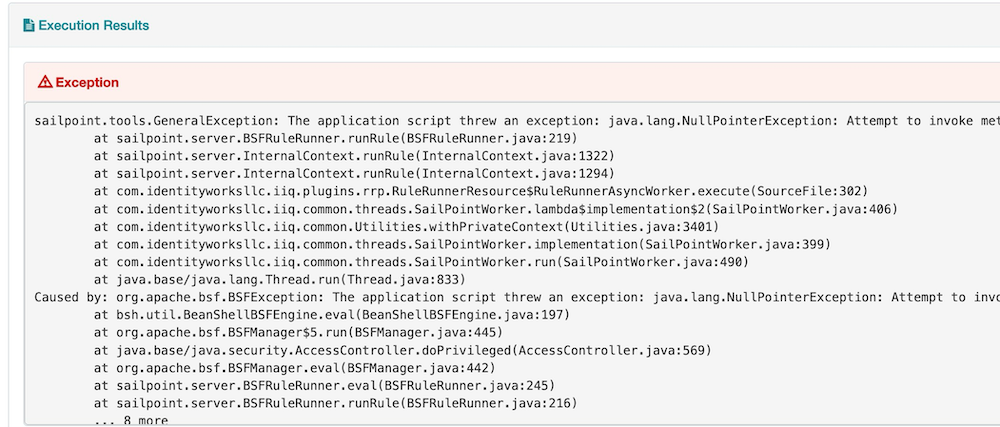 Execution Results
Exception
sailpoint.tools.GeneralException: The application script threw an exception: java.lang.NullPointerException: Attempt to invoke
at sailpoint.server.BSFRuleRunner.runRule(BSFRuleRunner.java:219)
at sailpoint.server.InternalContext.runRule(InternalContext.java:1322)
at sailpoint.server.InternalContext.runRule(InternalContext.java:1294)
at com.identityworksllc.iiq.plugins.rrp.RuleRunnerResource$RuleRunnerAsyncWorker.execute(SourceFile:302)
at com.identityworksllc.iiq.common.threads.SailPointWorker.lambda$implementation$2(SailPointWorker.java:406)
at com.identityworksllc.iiq.common.Utilities.withPrivateContext(Utilities.java:3401)
at com.identityworksllc.iiq.common.threads.SailPointWorker.implementation(SailPointWorker.java:399)
at com.identityworksllc.iiq.common.threads.SailPointWorker.run(SailPointWorker.java:490)
at java.base/java.lang.Thread.run(Thread.java:833)
Caused by: org.apache.bsf.BSFException: The application script threw an exception: java.lang.NullPointerException: Attempt to
at bsh.util.BeanShellBSFEngine.eval(BeanShellBSFEngine.java:197)
at org.apache.bsf.BSFManager$5.run(BSFManager.java:445)
at java.base/java.security.AccessController.doPrivileged(AccessController.java:569)
at org.apache.bsf.BSFManager.eval(BSFManager.java:442)
at sailpoint.server.BSFRuleRunner.eval(BSFRuleRunner.java:245)
at sailpoint.server.BSFRuleRunner.runRule(BSFRuleRunner.java:216)
... 8 more